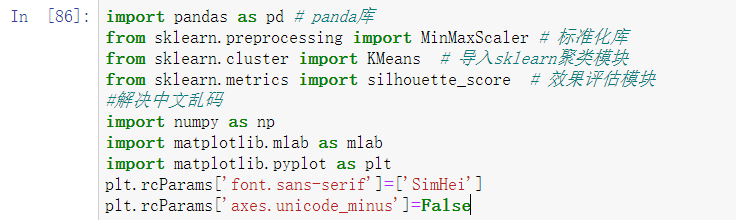 In [86]: import pandas as pd # panda库
from sklearn.preprocessing import MinMaxScaler # 标准化库
from sklearn.cluster import KMeans # 导入sklearn聚类模块
from sklearn.metrics import silhouette_score # 效果评估模块
#解决中文乱码
import numpy as np
import matplotlib.mlab as mlab
import matplotlib.pyplot as plt
plt.rcParams['font.sans-serif']=['SimHei']
plt.rcParams['axes.unicode_minus']=False